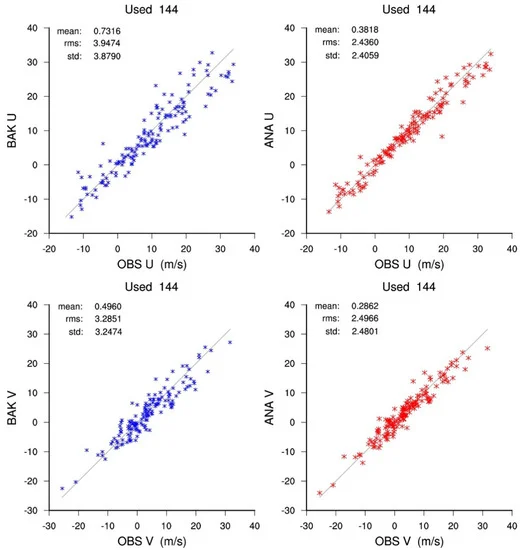 Used 144
mean: 0.7316
rms: 3.9474
std: 3.8790
40
30
20
10
0
-10
-20
BAK U
-20 -10 0 10 20 30 40
OBS U (m/s)
Used 144
mean: 0.3818
rms: 2.4360
std: 2.4059
40
30
20
10
0
-10
-20
ANA U
-20 -10 0 10 20 30 40
OBS U (m/s)
Used 144
mean: 0.4960
rms: 3.2851
std: 3.2474
40
30
20
10
0
-10
-20
-30
BAK V
-30 -20 -10 0 10 20 30 40
OBS V (m/s)
Used 144
mean: 0.2862
rms: 2.4966
std: 2.4801
40
30
20
10
0
-10
-20
-30
ANA V
-30 -20 -10 0 10 20 30 40
OBS V (m/s)